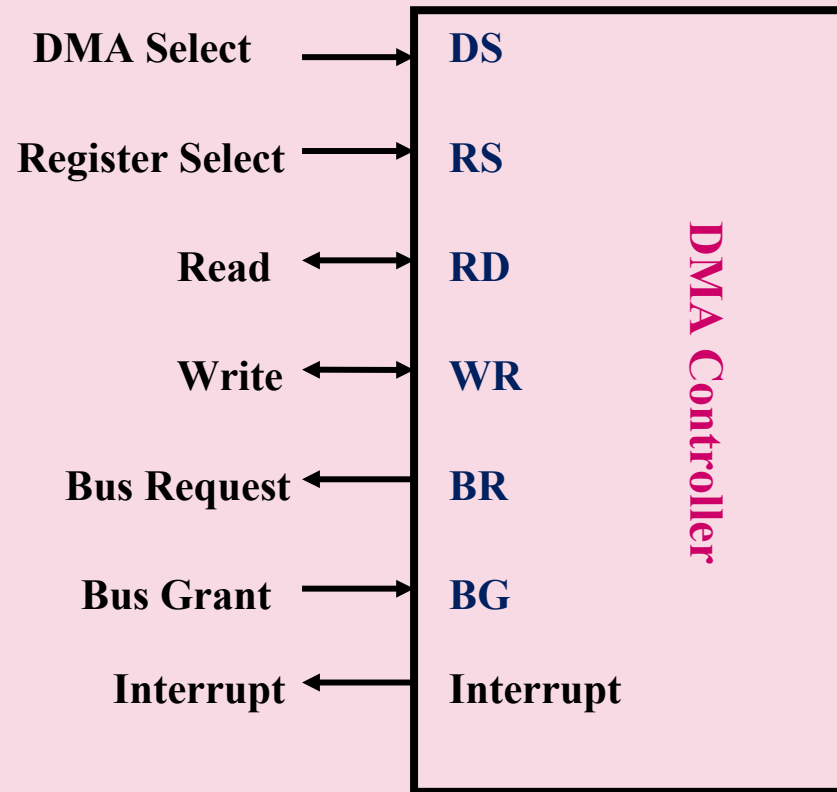 DMA Select DS
Register Select RS
Read RD
Write WR
Bus Request BR
Bus Grant BG
Interrupt Interrupt
DMA Controller